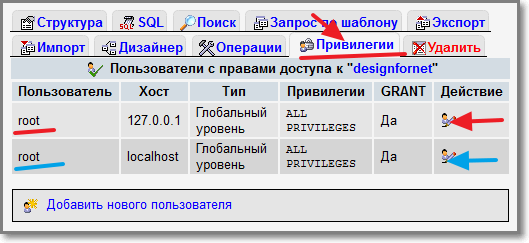 Структура SQL Поиск Запрос по шаблону Экспорт
Импорт Дизайнер Операции Привилегии Удалить
Пользователи с правами доступа к "designfornet"
Пользователь Хост Тип Привилегии GRANT Действие
root 127.0.0.1 Глобальный уровень ALL PRIVILEGES Да
root localhost Глобальный уровень ALL PRIVILEGES Да
Добавить нового пользователя